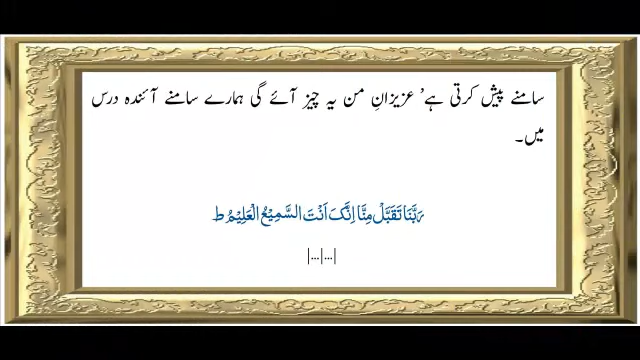 سامنے پیش کرتی ہے’ عزیزانِ من یہ چیز آئے گی ہمارے سامنے آئندہ درس
میں۔
رَبَّنَا تَقَبَّلْ مِنَّا اِنَّکَ اَنْتَ السَّمِیْعُ الْعَلِیْمُ ط
|…|…|